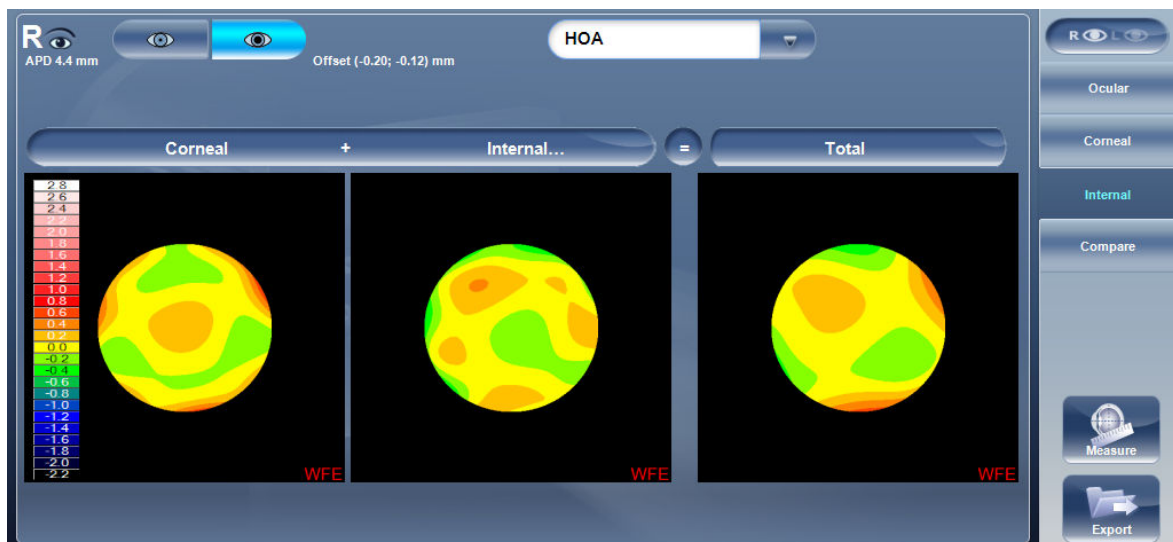 R
APD 4.4 mm
Offset (-0.20; -0.12) mm
HOA
R L
Ocular
Corneal
Internal
Compare
Measure
Export
Corneal + Internal... = Total
2.8
2.6
2.4
2.2
2.0
1.8
1.6
1.4
1.2
1.0
0.8
0.6
0.4
0.2
0.0
-0.2
-0.4
-0.6
-0.8
-1.0
-1.2
-1.4
-1.6
-1.8
-2.0
-2.2
WFE
WFE
WFE